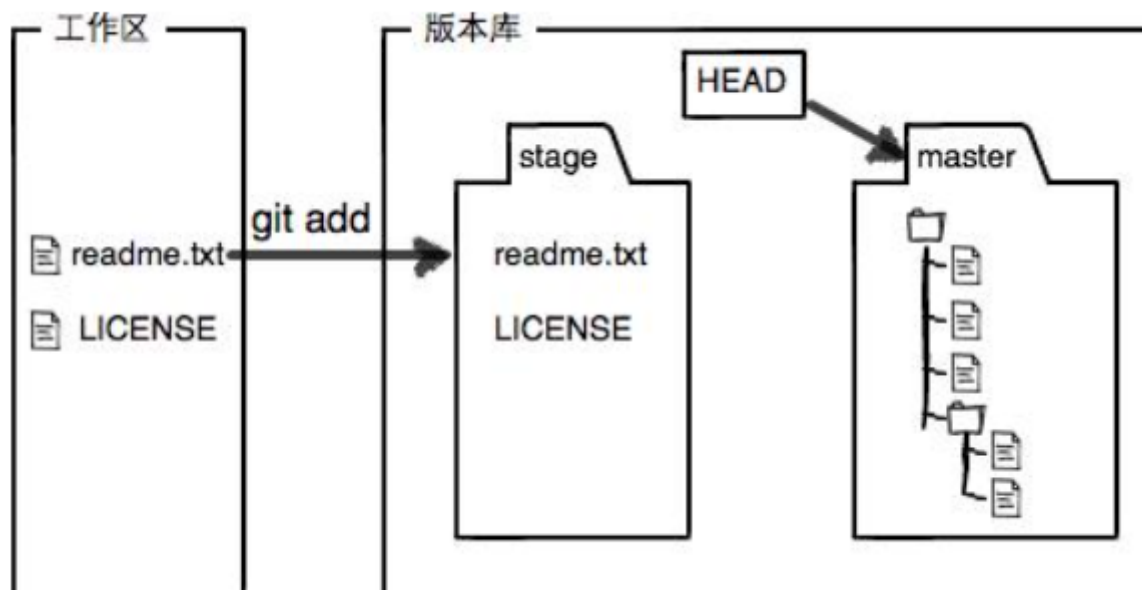 工作区
版本库
HEAD
stage
master
git add
readme.txt
readme.txt
LICENSE
LICENSE